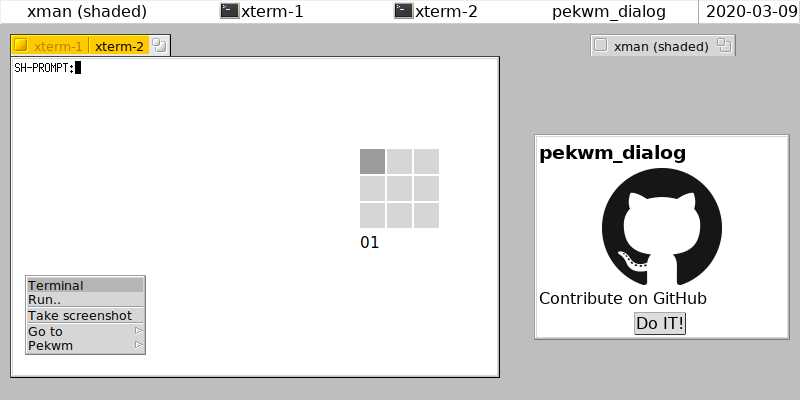 xman (shaded) xterm-1 xterm-2 pekwm_dialog 2020-03-09
xterm-1 xterm-2
xman (shaded)
SH-PROMPT:
01
Terminal
Run..
Take screenshot
Go to
Pekwm
pekwm_dialog
Contribute on GitHub
Do IT!